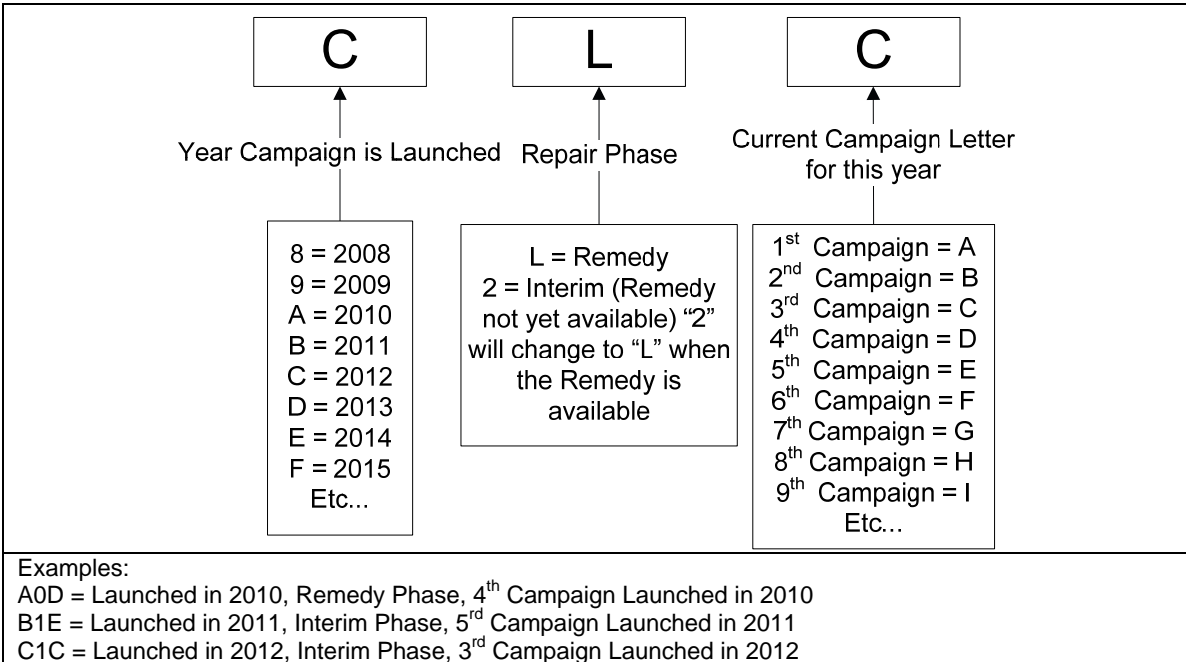 C
L
C
Year Campaign is Launched
Repair Phase
Current Campaign Letter
for this year
8 = 2008
9 = 2009
A = 2010
B = 2011
C = 2012
D = 2013
E = 2014
F = 2015
Etc...
L = Remedy
2 = Interim (Remedy
not yet available) “2”
will change to “L” when
the Remedy is
available
1st Campaign = A
2nd Campaign = B
3rd Campaign = C
4th Campaign = D
5th Campaign = E
6th Campaign = F
7th Campaign = G
8th Campaign = H
9th Campaign = I
Etc...
Examples:
A0D = Launched in 2010, Remedy Phase, 4th Campaign Launched in 2010
B1E = Launched in 2011, Interim Phase, 5rd Campaign Launched in 2011
C1C = Launched in 2012, Interim Phase, 3rd Campaign Launched in 2012